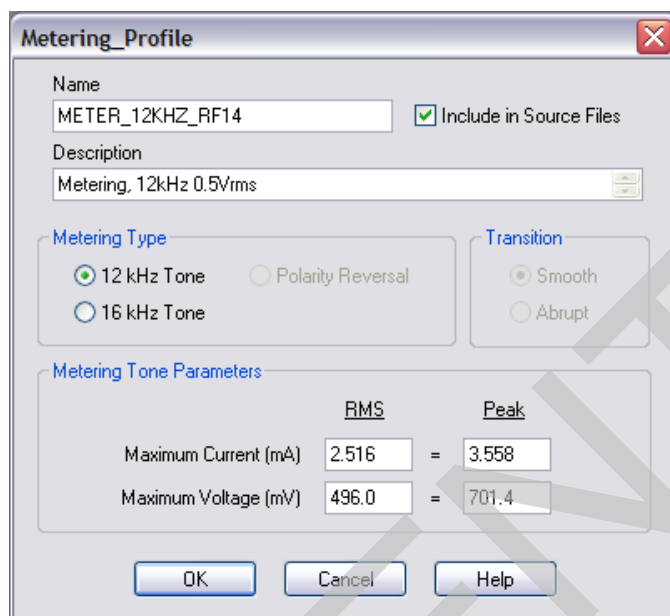 Metering_Profile
Name
METER_12KHZ_RF14
Include in Source Files
Description
Metering, 12kHz 0.5Vrms
Metering Type
12 kHz Tone
Polarity Reversal
16 kHz Tone
Transition
Smooth
Abrupt
Metering Tone Parameters
RMS Peak
Maximum Current (mA) 2.516 = 3.558
Maximum Voltage (mV) 496.0 = 701.4
OK Cancel Help